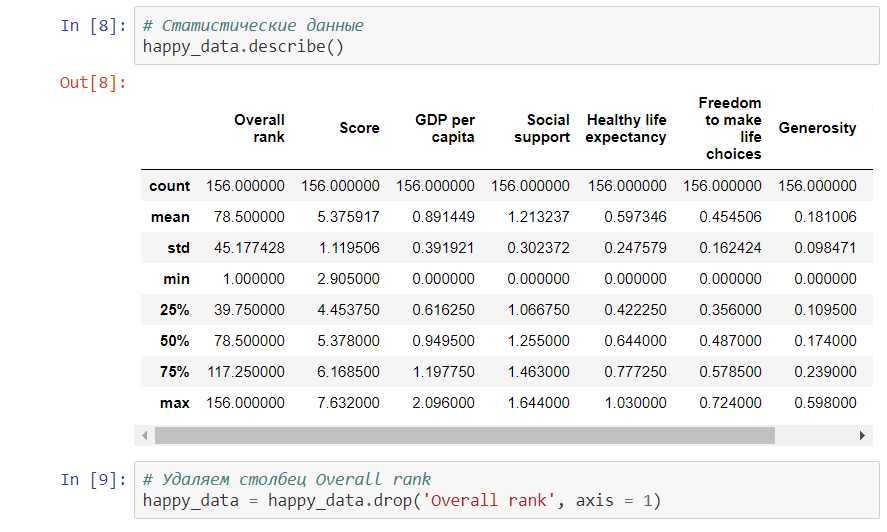 In [8]: # Статистические данные
happy_data.describe()
Out[8]:
Overall rank Score GDP per capita Social support Healthy life expectancy Freedom to make life choices Generosity
count 156.000000 156.000000 156.000000 156.000000 156.000000 156.000000 156.000000
mean 78.500000 5.375917 0.891449 1.213237 0.597346 0.454506 0.181006
std 45.177428 1.119506 0.391921 0.302372 0.247579 0.162424 0.098471
min 1.000000 2.905000 0.000000 0.000000 0.000000 0.000000 0.000000
25% 39.750000 4.453750 0.616250 1.066750 0.422250 0.356000 0.109500
50% 78.500000 5.378000 0.949500 1.255000 0.644000 0.487000 0.174000
75% 117.250000 6.168500 1.197750 1.463000 0.777250 0.578500 0.239000
max 156.000000 7.632000 2.096000 1.644000 1.030000 0.724000 0.598000
In [9]: # Удаляем столбец Overall rank
happy_data = happy_data.drop('Overall rank', axis = 1)